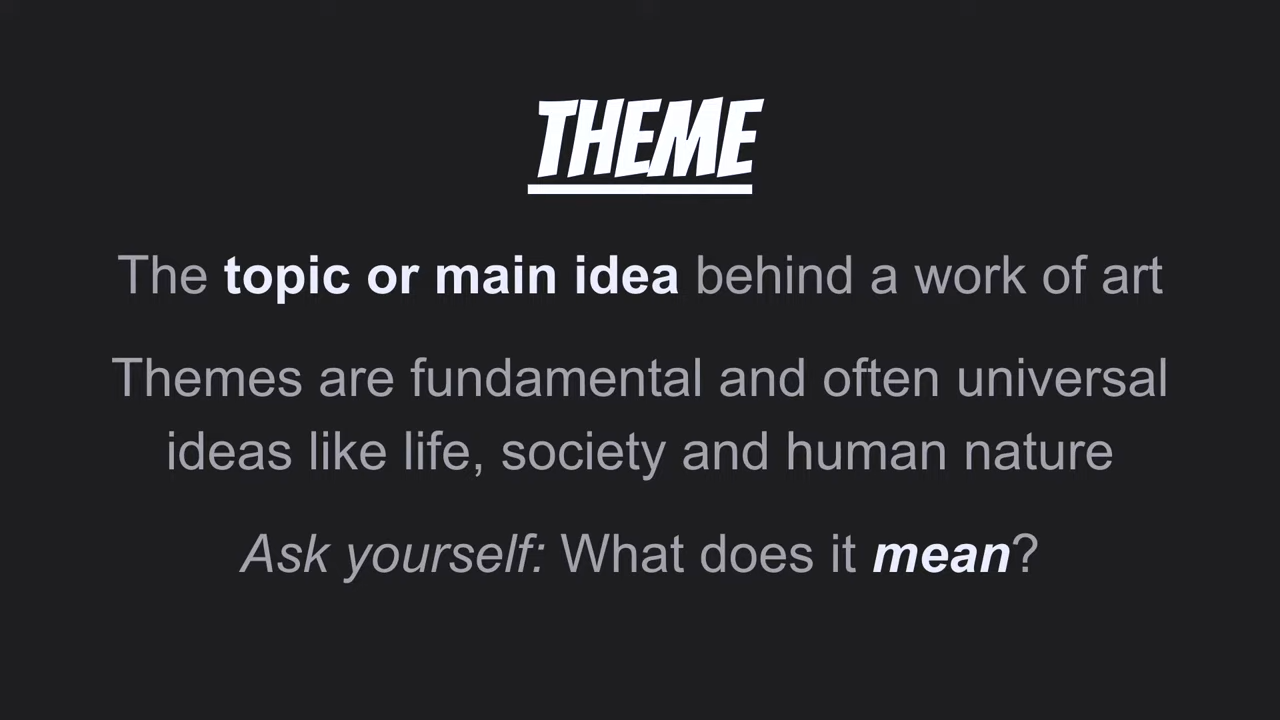 THEME
The topic or main idea behind a work of art
Themes are fundamental and often universal
ideas like life, society and human nature
Ask yourself: What does it mean?